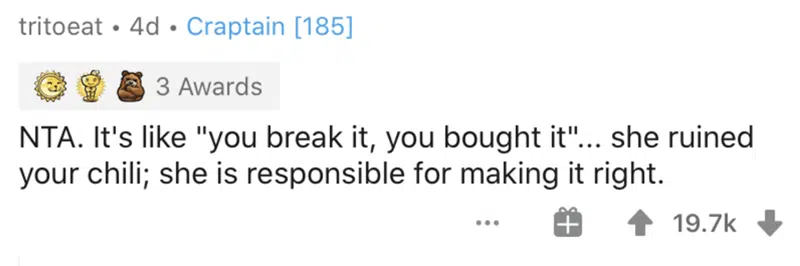 tritoeat • 4d • Craptain [185]
3 Awards
NTA. It's like "you break it, you bought it"... she ruined
your chili; she is responsible for making it right.
19.7k